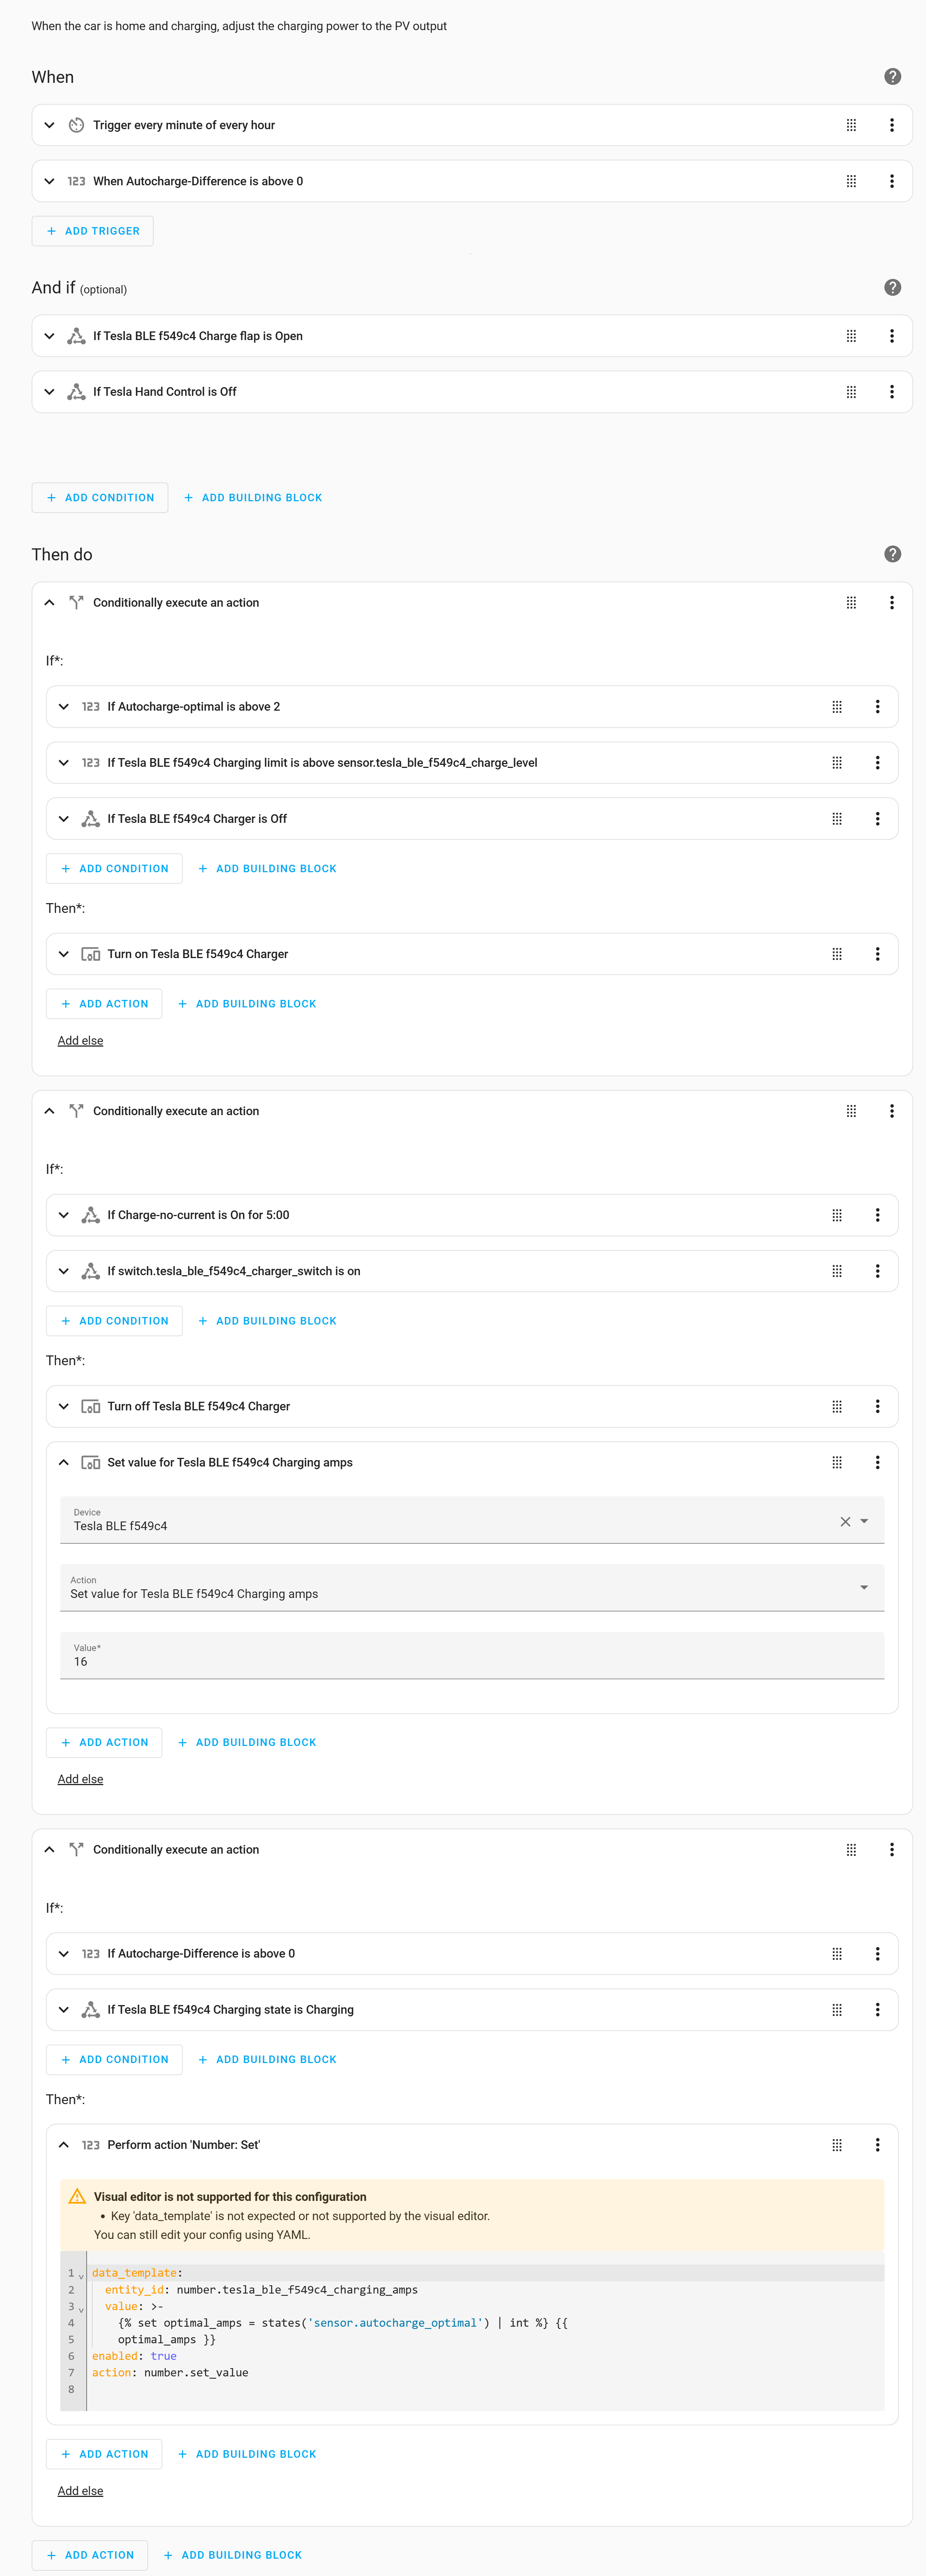 When the car is home and charging, adjust the charging power to the PV output
When
Trigger every minute of every hour
123 When Autocharge-Difference is above 0
+ ADD TRIGGER
And if (optional)
If Tesla BLE f549c4 Charge flap is Open
If Tesla Hand Control is Off
+ ADD CONDITION + ADD BUILDING BLOCK
Then do
Conditionally execute an action
If*:
123 If Autocharge-optimal is above 2
123 If Tesla BLE f549c4 Charging limit is above sensor.tesla_ble_f549c4_charge_level
If Tesla BLE f549c4 Charger is Off
+ ADD CONDITION + ADD BUILDING BLOCK
Then*:
Turn on Tesla BLE f549c4 Charger
+ ADD ACTION + ADD BUILDING BLOCK
Add else
Conditionally execute an action
If*:
If Charge-no-current is On for 5:00
If switch.tesla_ble_f549c4_charger_switch is on
+ ADD CONDITION + ADD BUILDING BLOCK
Then*:
Turn off Tesla BLE f549c4 Charger
Set value for Tesla BLE f549c4 Charging amps
Device
Tesla BLE f549c4
Action
Set value for Tesla BLE f549c4 Charging amps
Value*
16
+ ADD ACTION + ADD BUILDING BLOCK
Add else
Conditionally execute an action
If*:
123 If Autocharge-Difference is above 0
If Tesla BLE f549c4 Charging state is Charging
+ ADD CONDITION + ADD BUILDING BLOCK
Then*:
123 Perform action 'Number: Set'
Visual editor is not supported for this configuration
• Key 'data_template' is not expected or not supported by the visual editor.
You can still edit your config using YAML.
1 data_template:
2 entity_id: number.tesla_ble_f549c4_charging_amps
3 value: >-
4 {% set optimal_amps = states('sensor.autocharge_optimal') | int %} {{
5 optimal_amps }}
6 enabled: true
7 action: number.set_value
8
+ ADD ACTION + ADD BUILDING BLOCK
Add else
+ ADD ACTION + ADD BUILDING BLOCK